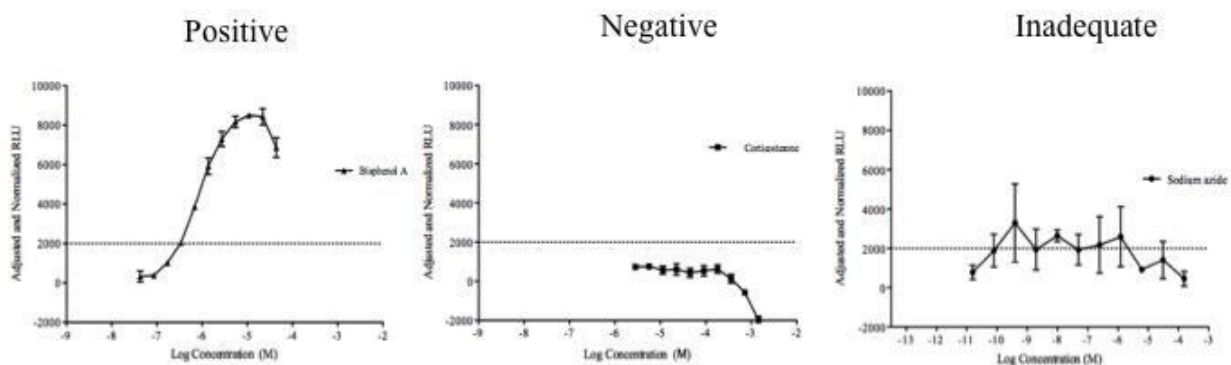 Positive
10000
8000
6000
4000
2000
0
-2000
-9 -8 -7 -6 -5 -4 -3 -2
Adjusted and Normalized RLU
Log Concentration (M)
Bisphenol A
Negative
10000
8000
6000
4000
2000
0
-2000
-9 -8 -7 -6 -5 -4 -3 -2
Adjusted and Normalized RLU
Log Concentration (M)
Corticosterone
Inadequate
10000
8000
6000
4000
2000
0
-2000
-13 -12 -11 -10 -9 -8 -7 -6 -5 -4 -3
Adjusted and Normalized RLU
Log Concentration (M)
Sodium azide